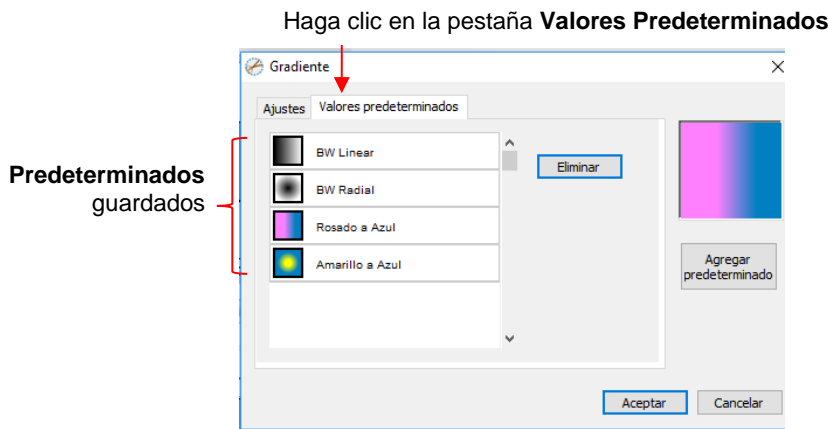 Haga clic en la pestaña Valores Predeterminados
Gradiente
Ajustes Valores predeterminados
BW Linear
Eliminar
BW Radial
Predeterminados
guardados
Rosado a Azul
Amarillo a Azul
Agregar
predeterminado
Aceptar Cancelar